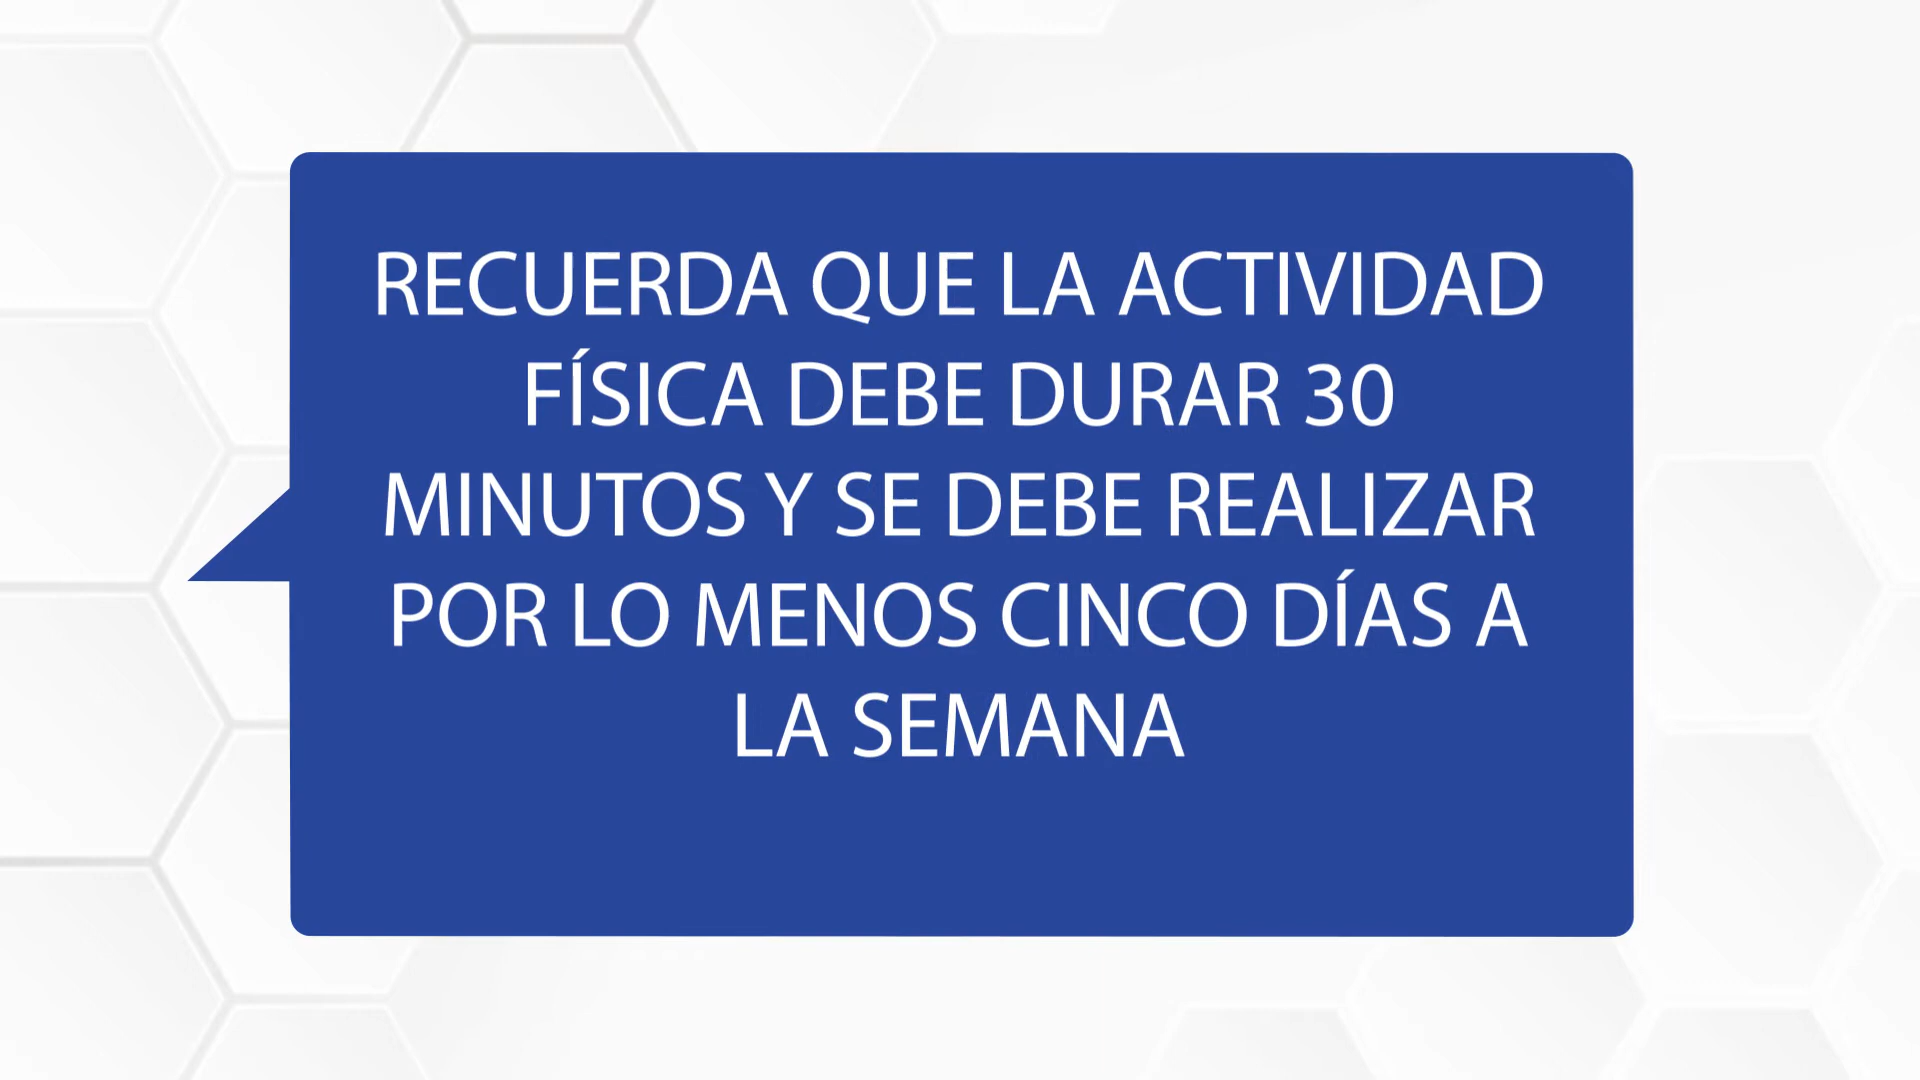 RECUERDA QUE LA ACTIVIDAD
FÍSICA DEBE DURAR 30
MINUTOS Y SE DEBE REALIZAR
POR LO MENOS CINCO DÍAS A
LA SEMANA